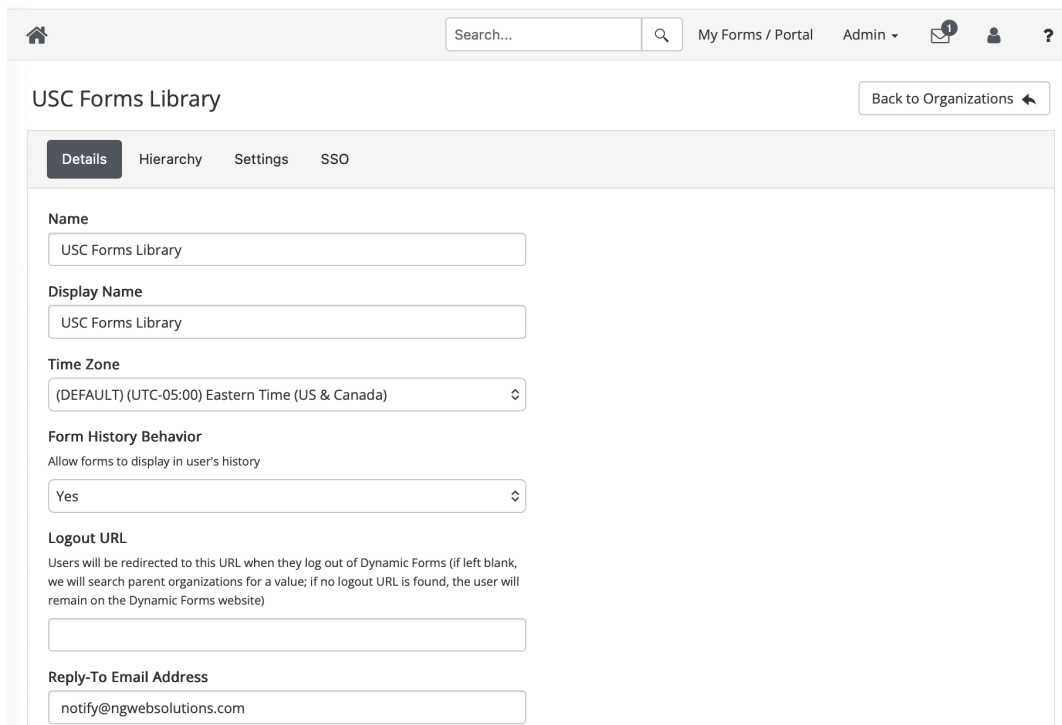 Search...
My Forms / Portal
Admin
1
?
USC Forms Library
Back to Organizations
Details
Hierarchy
Settings
SSO
Name
USC Forms Library
Display Name
USC Forms Library
Time Zone
(DEFAULT) (UTC-05:00) Eastern Time (US & Canada)
Form History Behavior
Allow forms to display in user's history
Yes
Logout URL
Users will be redirected to this URL when they log out of Dynamic Forms (if left blank,
we will search parent organizations for a value; if no logout URL is found, the user will
remain on the Dynamic Forms website)
Reply-To Email Address
notify@ngwebsolutions.com